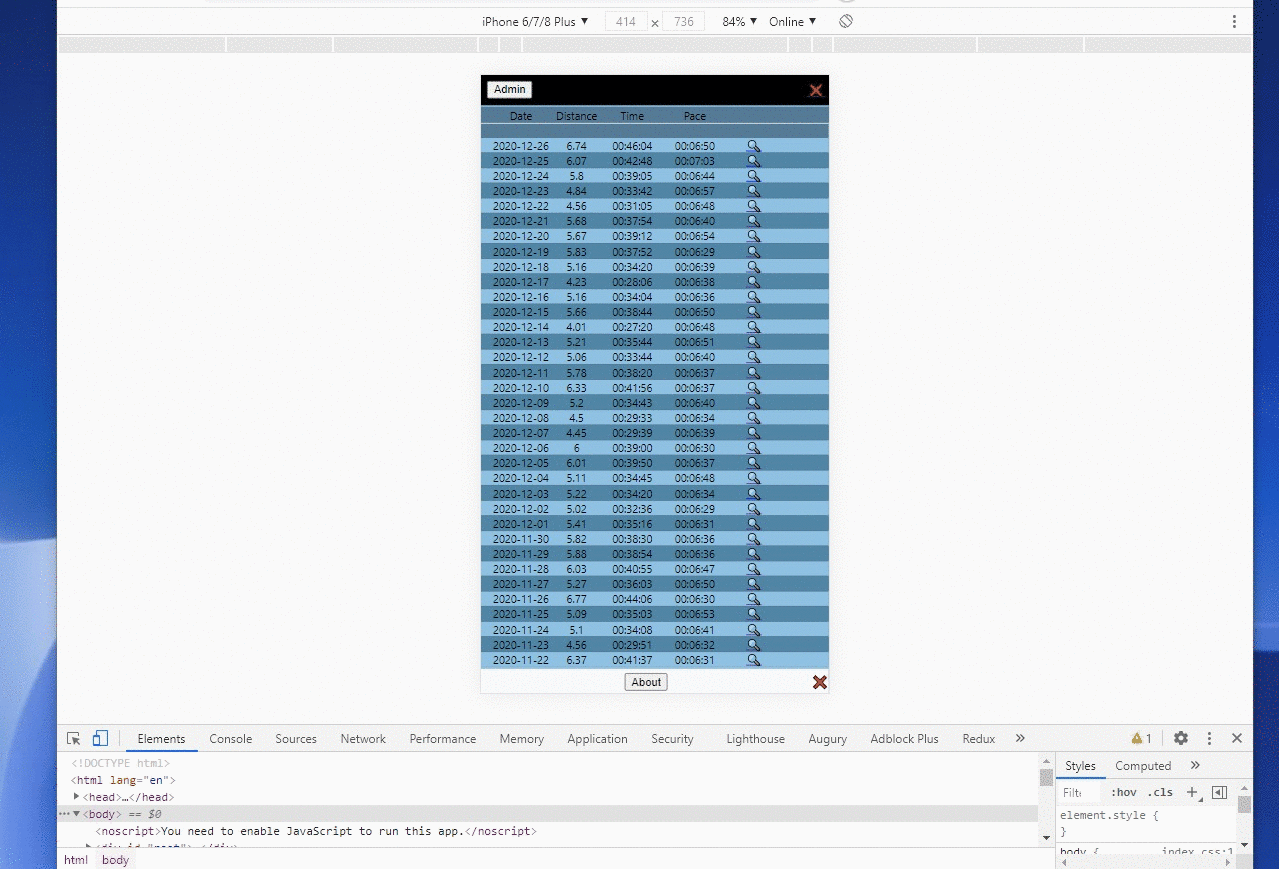 iPhone 6/7/8 Plus ▼ 414 × 736 84% ▼ Online ▼
Admin
Date Distance Time Pace
2020-12-26 6.74 00:46:04 00:06:50
2020-12-25 6.07 00:42:48 00:07:03
2020-12-24 5.8 00:39:05 00:06:44
2020-12-23 4.84 00:33:42 00:06:57
2020-12-22 4.56 00:31:05 00:06:48
2020-12-21 5.68 00:37:54 00:06:40
2020-12-20 5.67 00:39:12 00:06:54
2020-12-19 5.83 00:37:52 00:06:29
2020-12-18 5.16 00:34:20 00:06:39
2020-12-17 4.23 00:28:06 00:06:38
2020-12-16 5.16 00:34:04 00:06:36
2020-12-15 5.66 00:38:44 00:06:50
2020-12-14 4.01 00:27:20 00:06:48
2020-12-13 5.21 00:35:44 00:06:51
2020-12-12 5.06 00:33:44 00:06:40
2020-12-11 5.78 00:38:20 00:06:37
2020-12-10 6.33 00:41:56 00:06:37
2020-12-09 5.2 00:34:43 00:06:40
2020-12-08 4.5 00:29:33 00:06:34
2020-12-07 4.45 00:29:39 00:06:39
2020-12-06 6 00:39:00 00:06:30
2020-12-05 6.01 00:39:50 00:06:37
2020-12-04 5.11 00:34:45 00:06:48
2020-12-03 5.22 00:34:20 00:06:34
2020-12-02 5.02 00:32:36 00:06:29
2020-12-01 5.41 00:35:16 00:06:31
2020-11-30 5.82 00:38:30 00:06:36
2020-11-29 5.88 00:38:54 00:06:36
2020-11-28 6.03 00:40:55 00:06:47
2020-11-27 5.27 00:36:03 00:06:50
2020-11-26 6.77 00:44:06 00:06:30
2020-11-25 5.09 00:35:03 00:06:53
2020-11-24 5.1 00:34:08 00:06:41
2020-11-23 4.56 00:29:51 00:06:32
2020-11-22 6.37 00:41:37 00:06:31
About
Elements Console Sources Network Performance Memory Application Security Lighthouse Augury Adblock Plus Redux » 1
<!DOCTYPE html>
<html lang="en">
<head>…</head>
<body> == $0
<noscript>You need to enable JavaScript to run this app.</noscript>
html body
Styles Computed »
:hov .cls +
element.style {
}
body { index.css:1